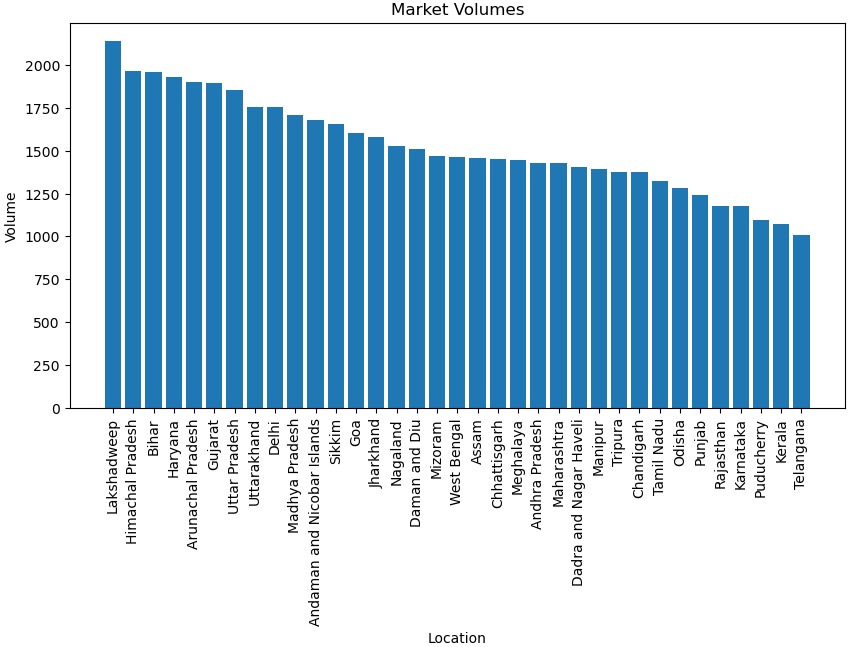 Market Volumes
Volume
2000
1750
1500
1250
1000
750
500
250
0
Lakshadweep
Himachal Pradesh
Bihar
Haryana
Arunachal Pradesh
Gujarat
Uttar Pradesh
Uttarakhand
Delhi
Madhya Pradesh
Andaman and Nicobar Islands
Sikkim
Goa
Jharkhand
Nagaland
Daman and Diu
Mizoram
West Bengal
Assam
Chhattisgarh
Meghalaya
Andhra Pradesh
Maharashtra
Dadra and Nagar Haveli
Manipur
Tripura
Chandigarh
Tamil Nadu
Odisha
Punjab
Rajasthan
Karnataka
Puducherry
Kerala
Telangana
Location